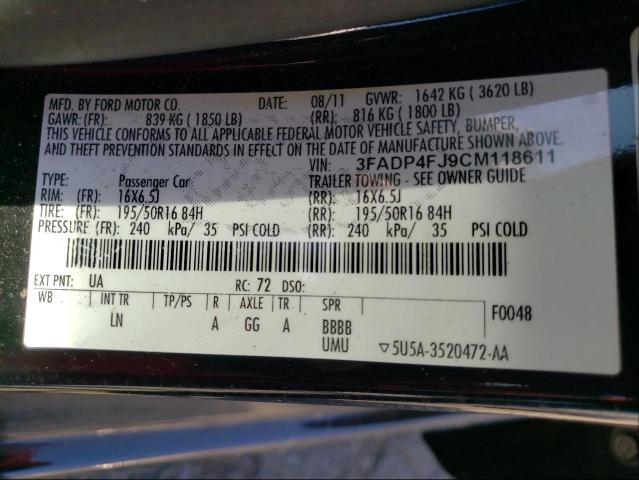 MFD. BY FORD MOTOR CO. DATE: 08/11 GVWR: 1642 KG ( 3620 LB)
GAWR: (FR): 839 KG ( 1850 LB) (RR): 816 KG ( 1800 LB)
THIS VEHICLE CONFORMS TO ALL APPLICABLE FEDERAL MOTOR VEHICLE SAFETY, BUMPER,
THEFT PREVENTION STANDARDS IN EFFECT ON THE DATE OF MANUFACTURE SHOWN ABOVE.
VIN: 3FADP4FJ9CM118611
TYPE: Passenger Car TRAILER TOWING - SEE OWNER GUIDE
RIM: (FR): 16X6.5J (RR): 16X6.5J
TIRE: (FR): 195/50R16 84H (RR): 195/50R16 84H
PRESSURE (FR): 240 kPa/ 35 PSI COLD (RR): 240 kPa/ 35 PSI COLD
EXT PNT: UA RC: 72 DSO:
WB INT TR TP/PS R AXLE TR SPR F0048
LN A GG A BBBB
UMU ▽5U5A-3520472-AA